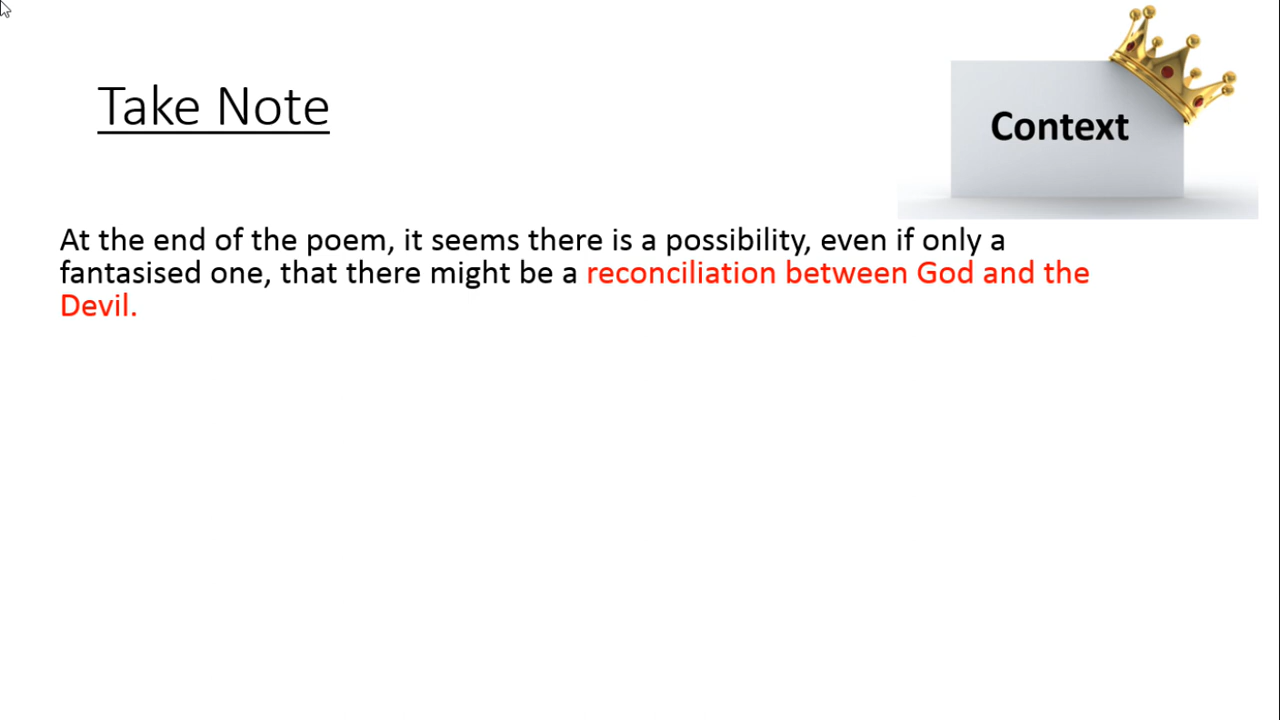 Take Note
Context
At the end of the poem, it seems there is a possibility, even if only a
fantasised one, that there might be a reconciliation between God and the
Devil.